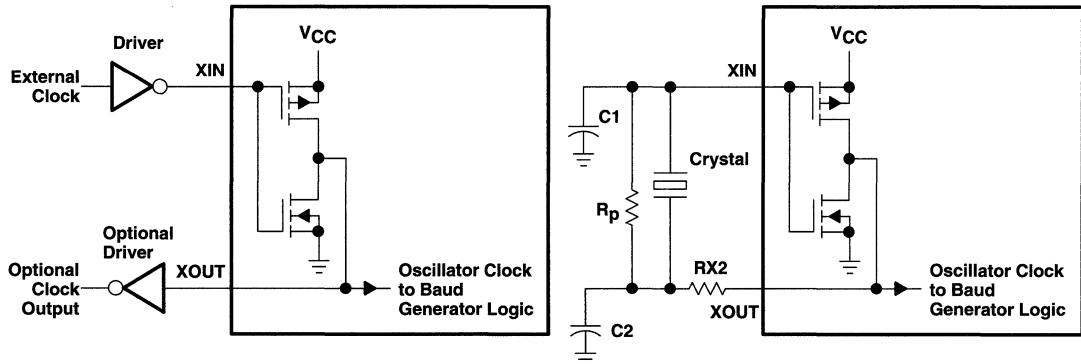 Driver
External
Clock
XIN
VCC
Optional
Driver
Optional
Clock
Output
XOUT
Oscillator Clock
to Baud
Generator Logic
XIN
VCC
C1
Crystal
Rp
RX2
XOUT
C2
Oscillator Clock
to Baud
Generator Logic